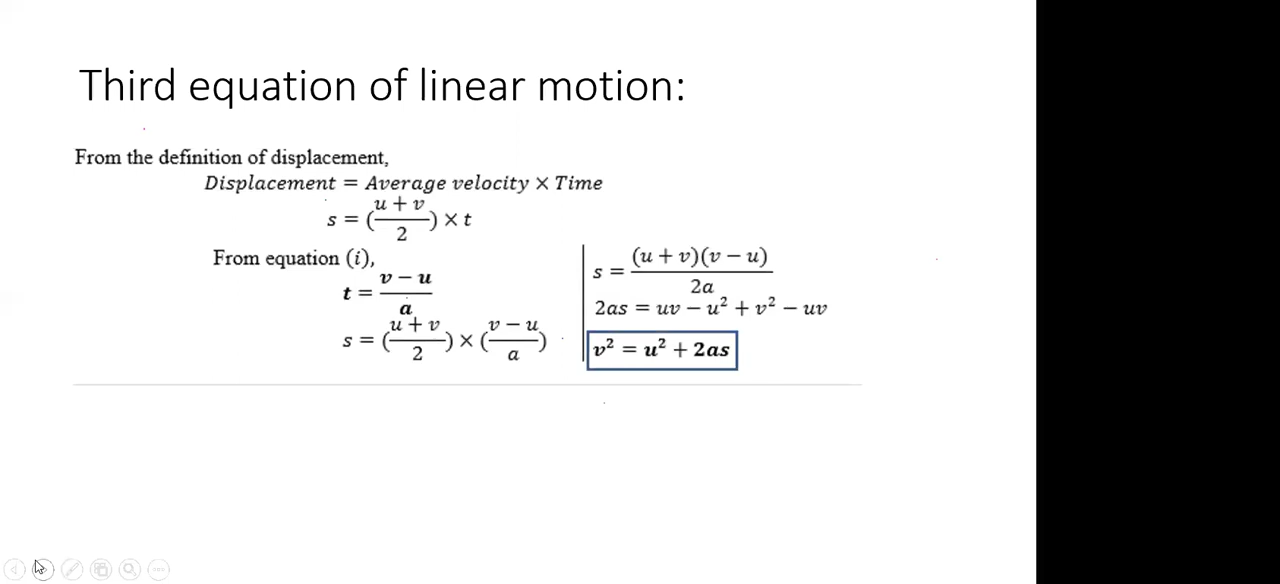 Third equation of linear motion:
From the definition of displacement,
Displacement = Average velocity × Time
s = (u + v / 2) × t
From equation (i),
t = v − u / a
s = (u + v / 2) × (v − u / a)
s = (u + v)(v − u) / 2a
2as = uv − u² + v² − uv
v² = u² + 2as